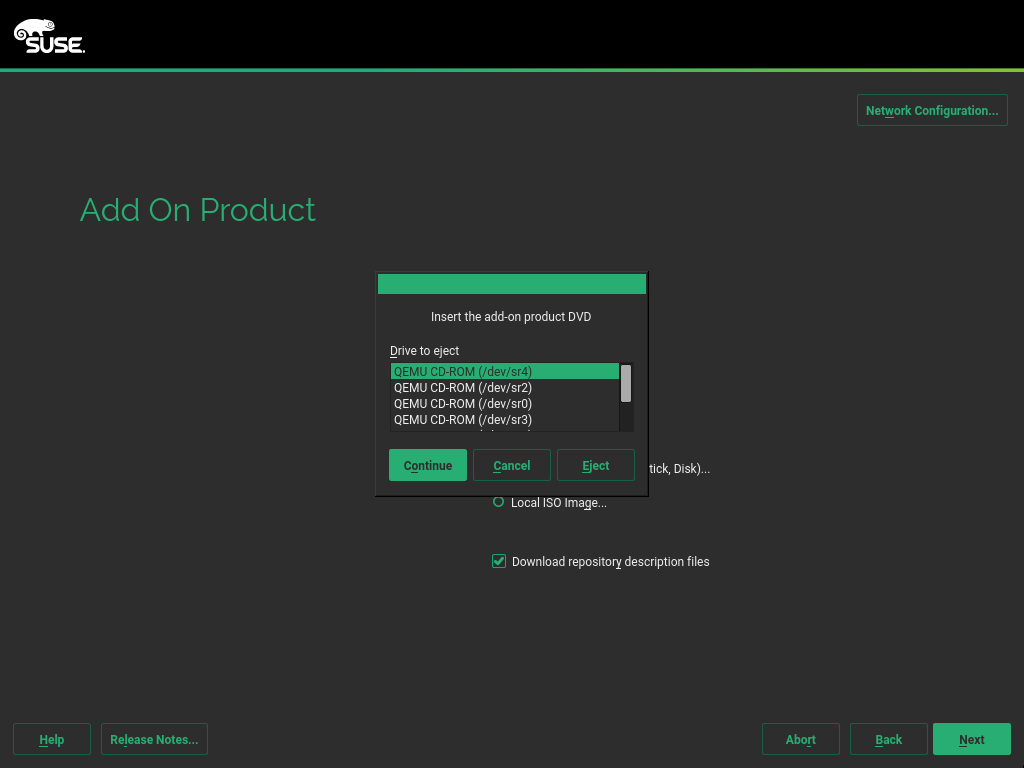 SUSE.
Network Configuration...
Add On Product
Insert the add-on product DVD
Drive to eject
QEMU CD-ROM (/dev/sr4)
QEMU CD-ROM (/dev/sr2)
QEMU CD-ROM (/dev/sr0)
QEMU CD-ROM (/dev/sr3)
Continue Cancel Eject
tick, Disk)...
Local ISO Image...
Download repository description files
Help Release Notes... Abort Back Next